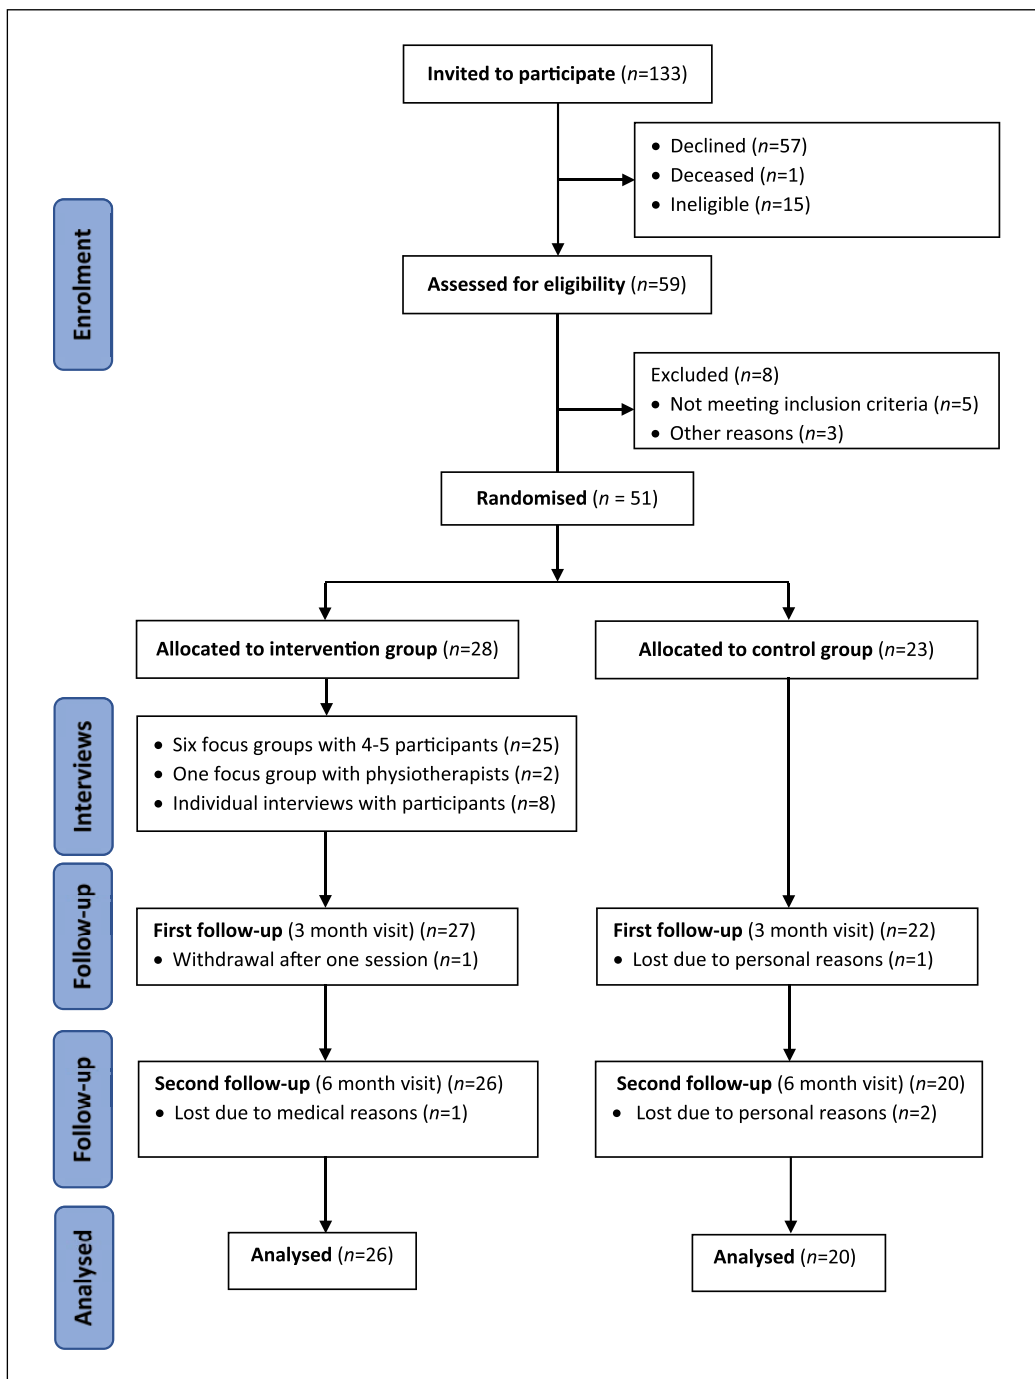 Invited to participate (n=133)
• Declined (n=57)
• Deceased (n=1)
• Ineligible (n=15)
Enrolment
Assessed for eligibility (n=59)
Excluded (n=8)
• Not meeting inclusion criteria (n=5)
• Other reasons (n=3)
Randomised (n = 51)
Allocated to intervention group (n=28)
Allocated to control group (n=23)
Interviews
• Six focus groups with 4-5 participants (n=25)
• One focus group with physiotherapists (n=2)
• Individual interviews with participants (n=8)
Follow-up
First follow-up (3 month visit) (n=27)
• Withdrawal after one session (n=1)
First follow-up (3 month visit) (n=22)
• Lost due to personal reasons (n=1)
Follow-up
Second follow-up (6 month visit) (n=26)
• Lost due to medical reasons (n=1)
Second follow-up (6 month visit) (n=20)
• Lost due to personal reasons (n=2)
Analysed
Analysed (n=26)
Analysed (n=20)